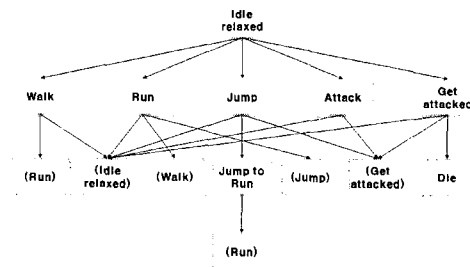 Idle
relaxed
Walk
Run
Jump
Attack
Get
attacked
(Run)
(Idle
relaxed)
(Walk)
Jump to
Run
(Jump)
(Get
attacked)
Die
(Run)